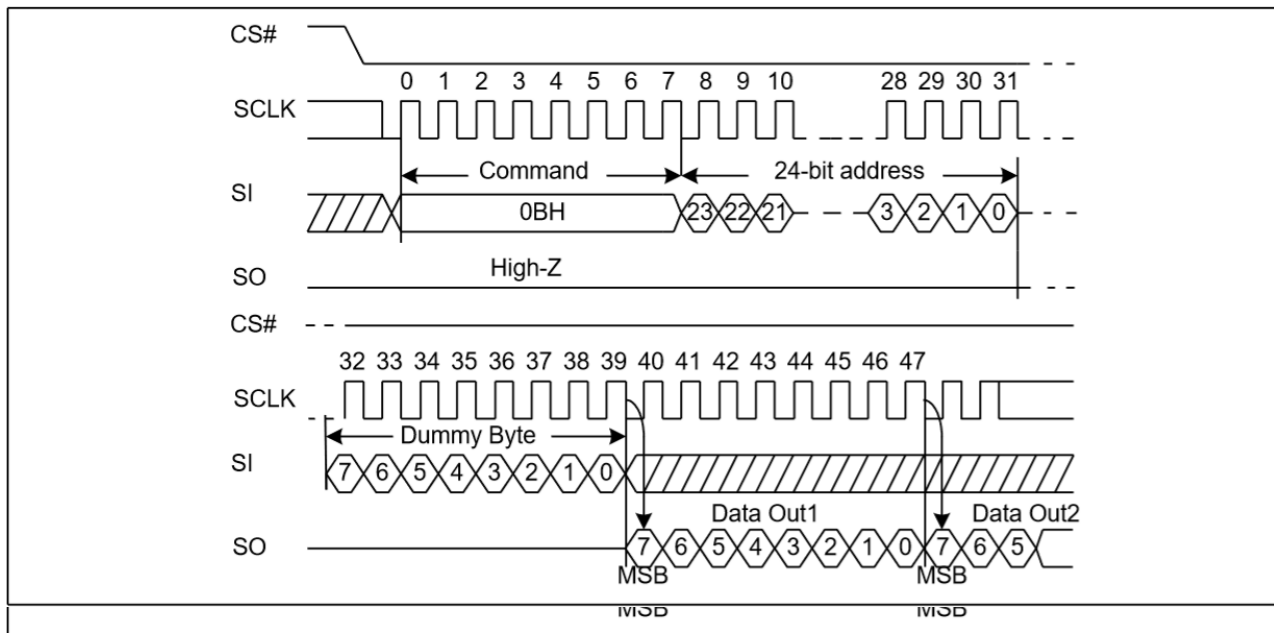 CS#
0 1 2 3 4 5 6 7 8 9 10 28 29 30 31
SCLK
Command 24-bit address
SI
0BH 23 22 21 3 2 1 0
High-Z
SO
CS#
32 33 34 35 36 37 38 39 40 41 42 43 44 45 46 47
SCLK
Dummy Byte
SI
7 6 5 4 3 2 1 0
Data Out1 Data Out2
SO
7 6 5 4 3 2 1 0 7 6 5
MSB MSB
MSB MSB